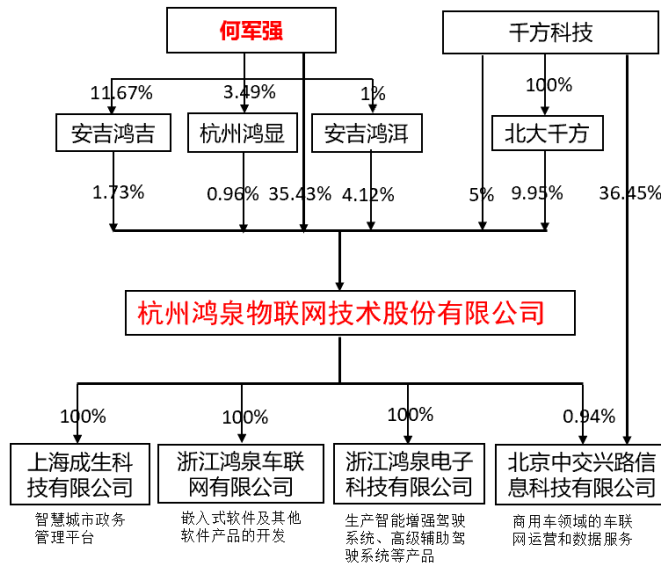 何军强
千方科技
11.67%
3.49%
1%
100%
安吉鸿吉
杭州鸿显
安吉鸿洱
北大千方
1.73%
0.96%
35.43%
4.12%
5%
9.95%
36.45%
杭州鸿泉物联网技术股份有限公司
100%
100%
100%
0.94%
上海成生科
技有限公司
浙江鸿泉车联
网有限公司
浙江鸿泉电子
科技有限公司
北京中交兴路信
息科技有限公司
智慧城市政务
管理平台
嵌入式软件及其他
软件产品的开发
生产智能增强驾驶
系统、高级辅助驾
驶系统等产品
商用车领域的车联
网运营和数据服务